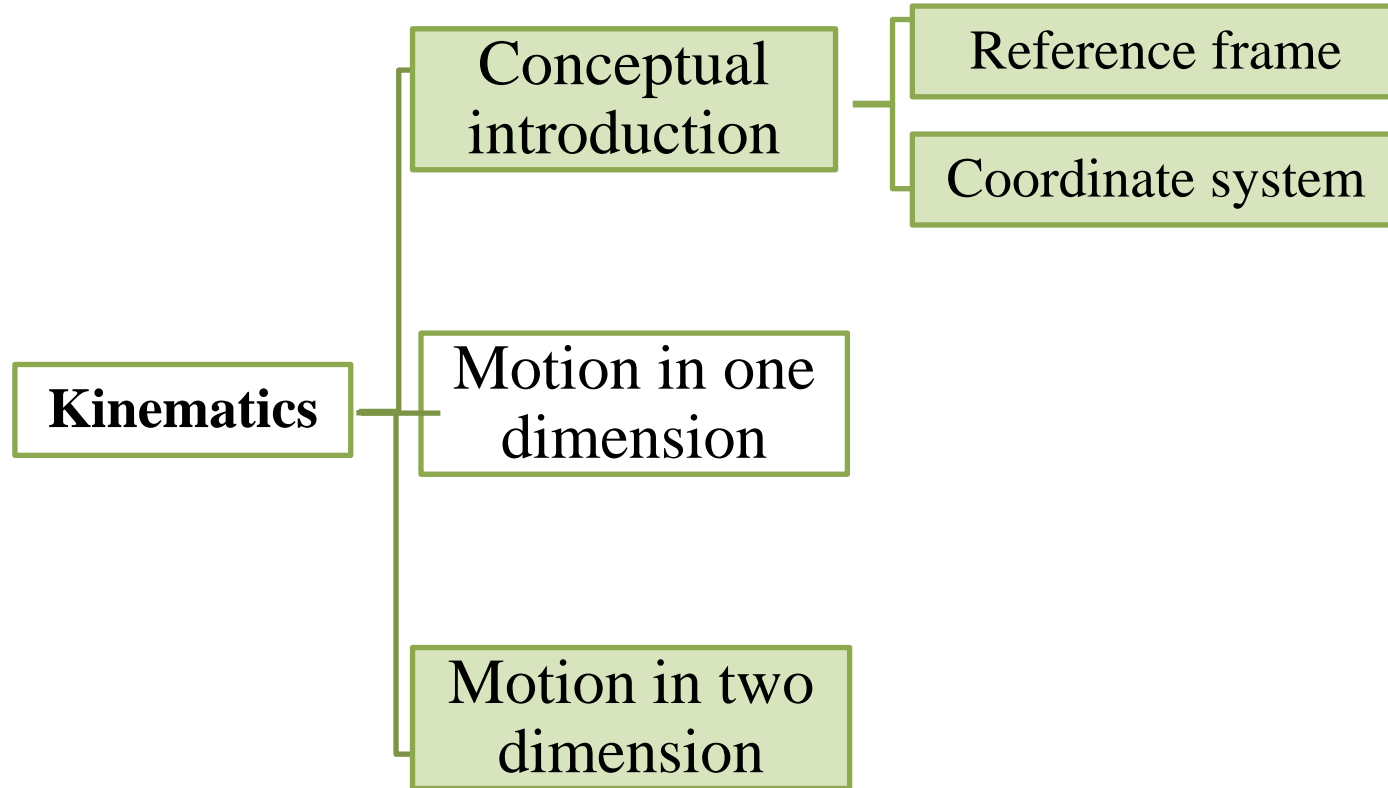 Conceptual
introduction
Reference frame
Coordinate system
Kinematics
Motion in one
dimension
Motion in two
dimension